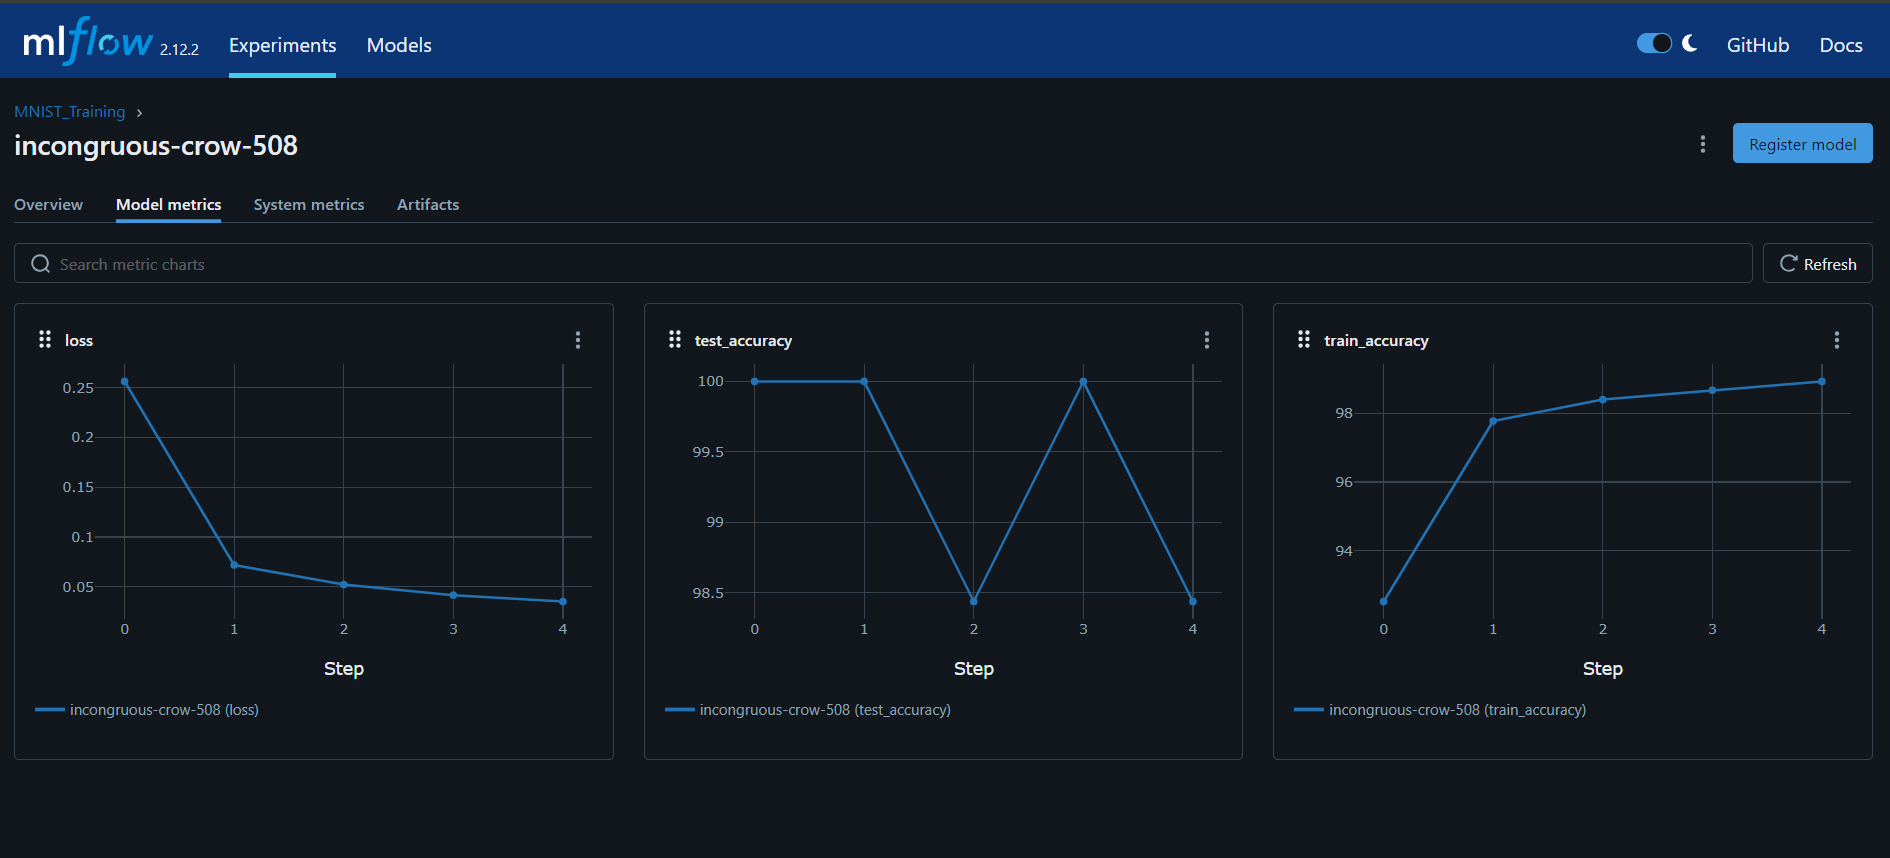 mlflow 2.12.2 Experiments Models GitHub Docs
MNIST_Training ›
incongruous-crow-508
Register model
Overview Model metrics System metrics Artifacts
Search metric charts
Refresh
loss
0.25
0.2
0.15
0.1
0.05
0 1 2 3 4
Step
incongruous-crow-508 (loss)
test_accuracy
100
99.5
99
98.5
0 1 2 3 4
Step
incongruous-crow-508 (test_accuracy)
train_accuracy
98
96
94
0 1 2 3 4
Step
incongruous-crow-508 (train_accuracy)